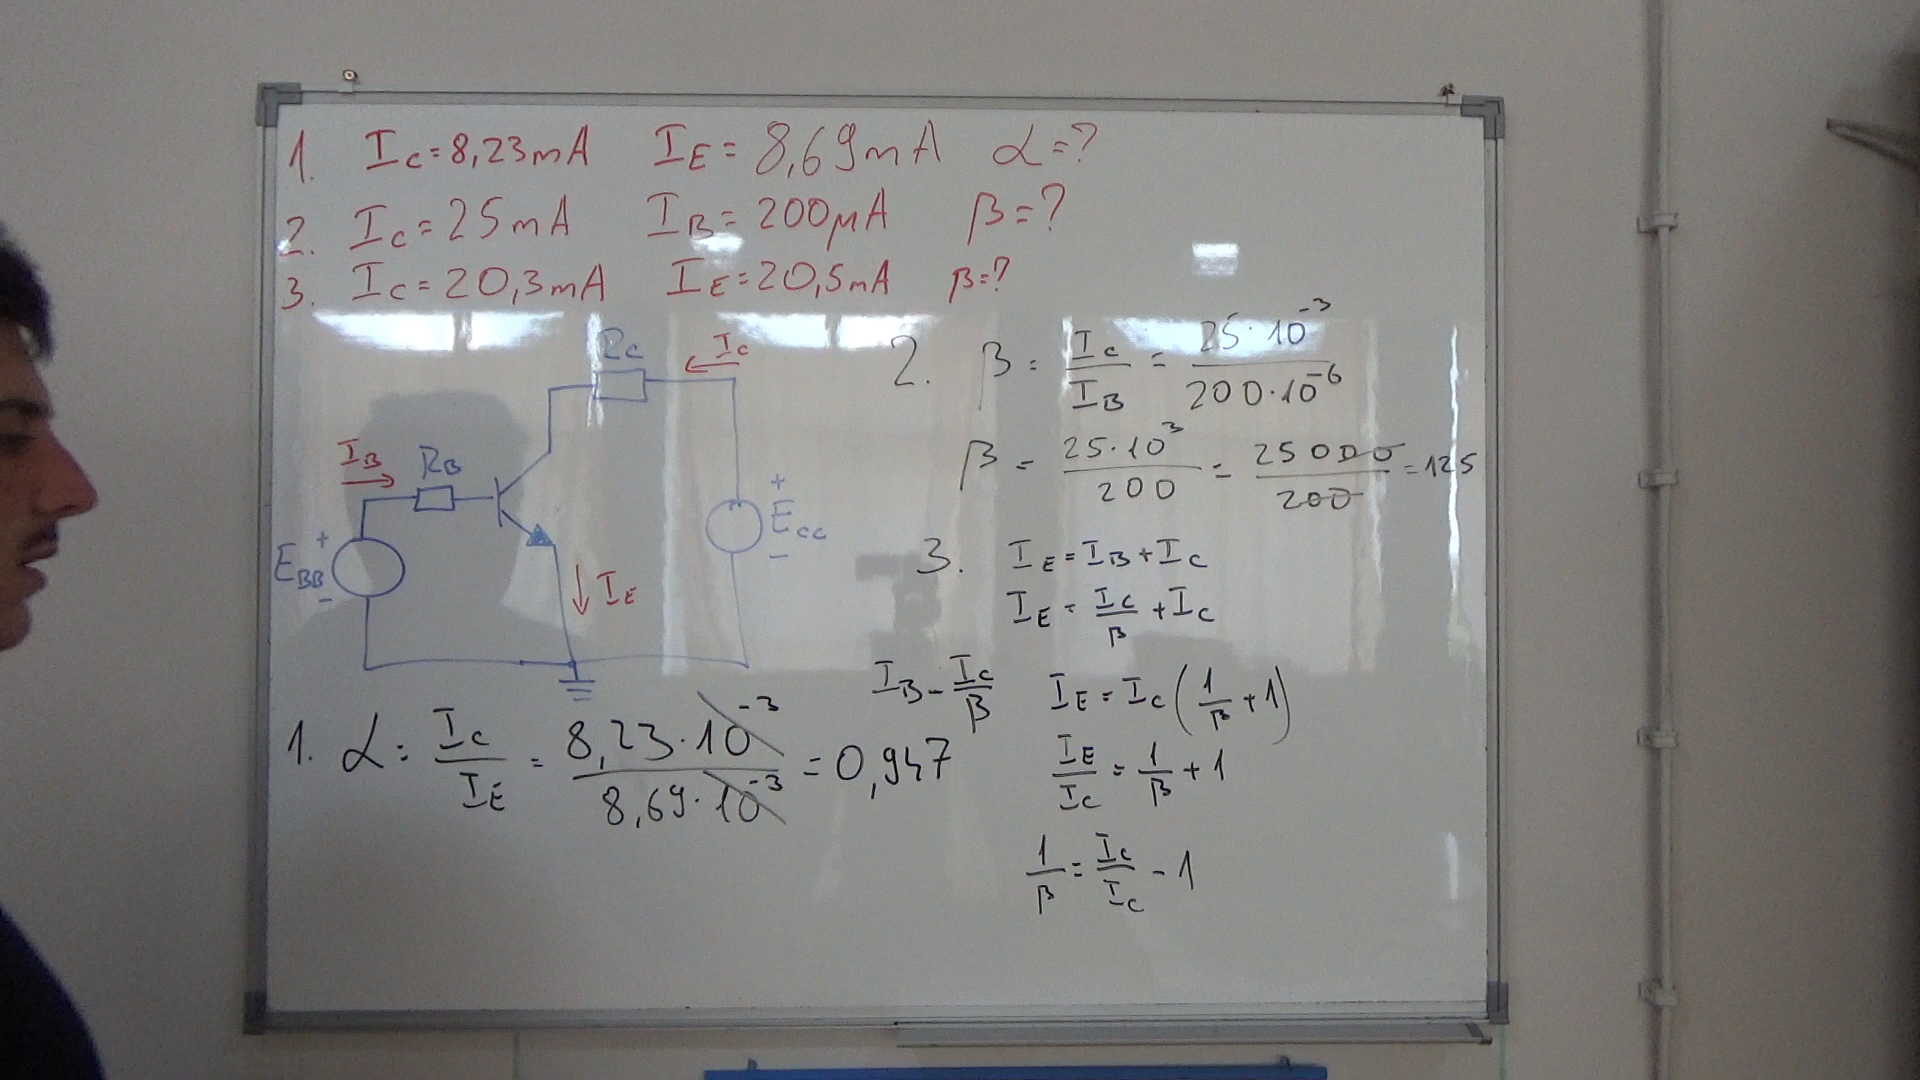 1. Ic = 8,23mA IE = 8,69mA α = ?
2. Ic = 25mA IB = 200μA β = ?
3. Ic = 20,3mA IE = 20,5mA β = ?
Rc Ic
IB RB
+ EBB -
+ Ecc -
IE
1. α = Ic/IE = 8,23·10⁻³/8,69·10⁻³ = 0,947
2. β = Ic/IB = 25·10⁻³/200·10⁻⁶
β = 25·10³/200 = 25000/200 = 125
3. IE = IB + Ic
IE = Ic/β + Ic
IB = Ic/β IE = Ic(1/β + 1)
IE/Ic = 1/β + 1
1/β = Ic/Ic - 1